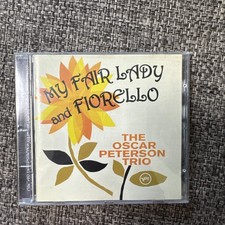 MY FAIR LADY
and FIORELLO
THE
OSCAR
PETERSON
TRIO